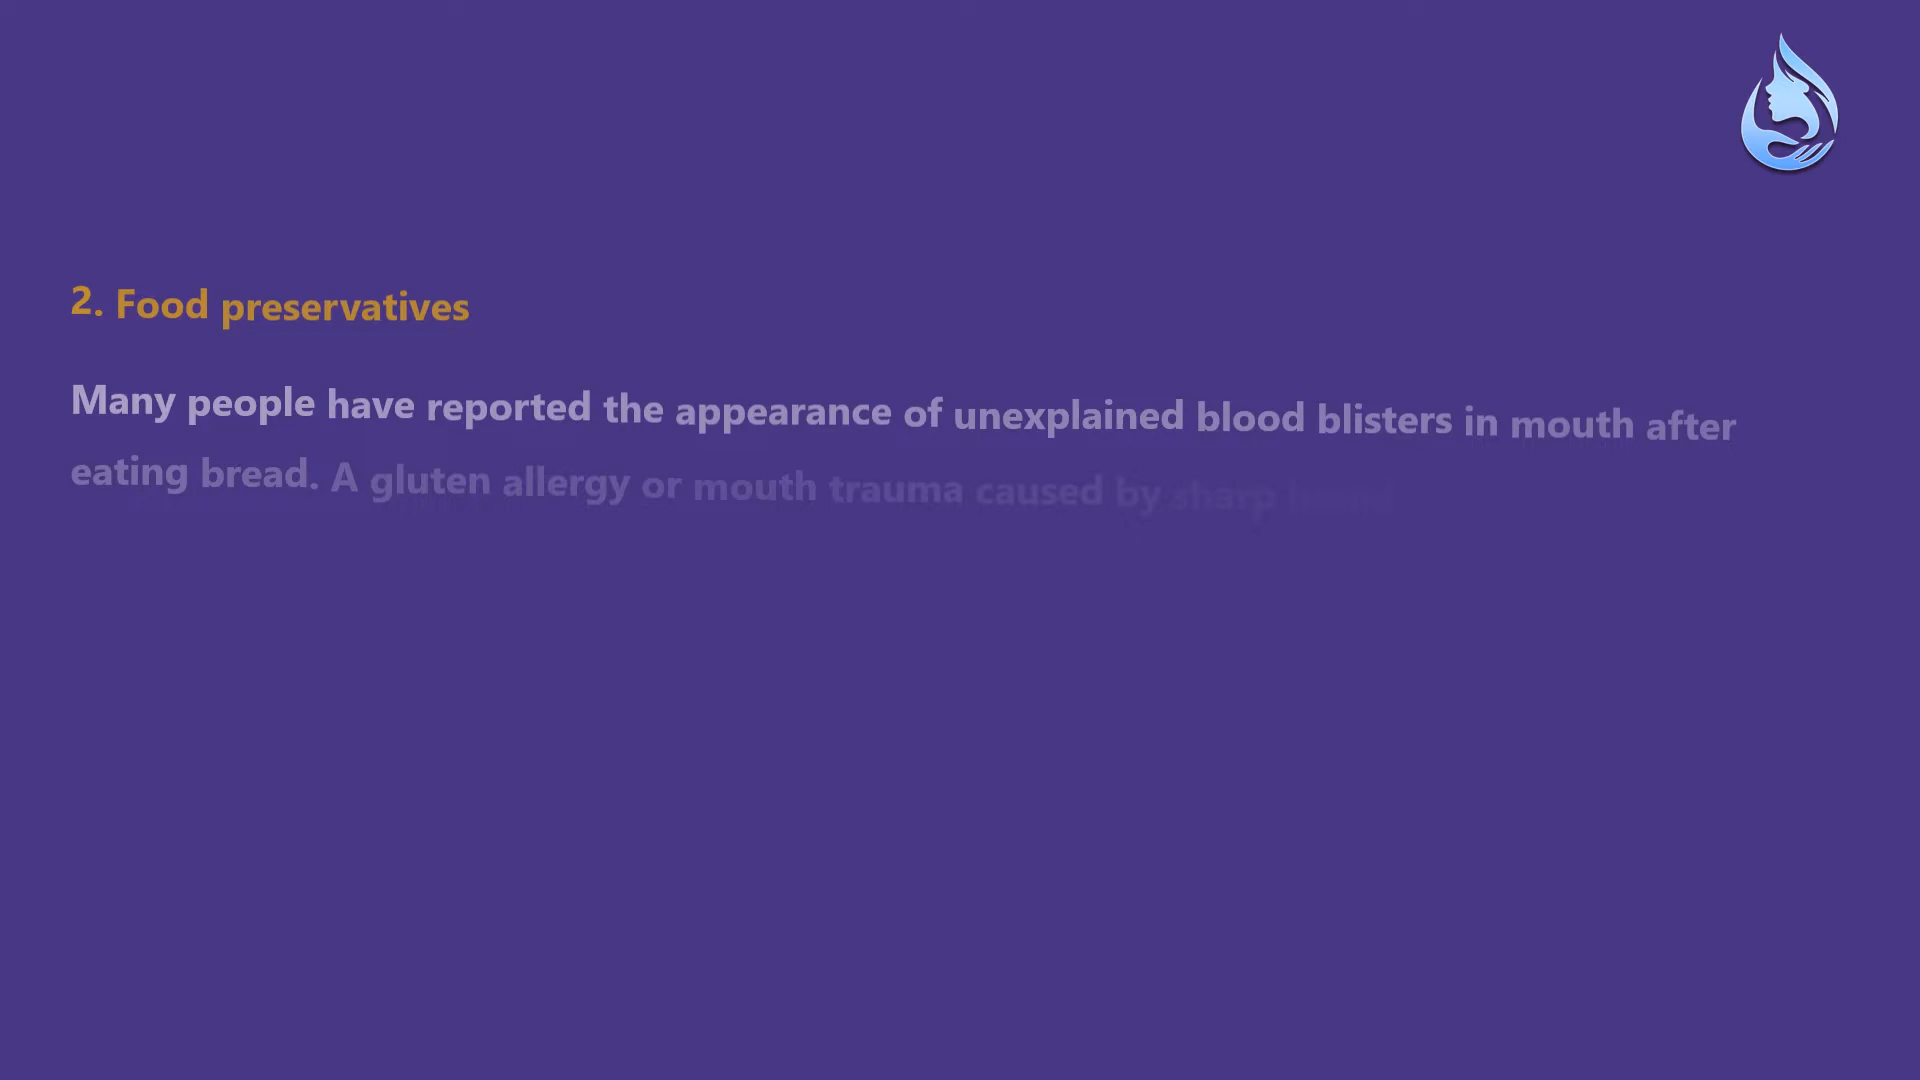 2. Food preservatives
Many people have reported the appearance of unexplained blood blisters in mouth after
eating bread. A gluten allergy or mouth trauma caused by sharp